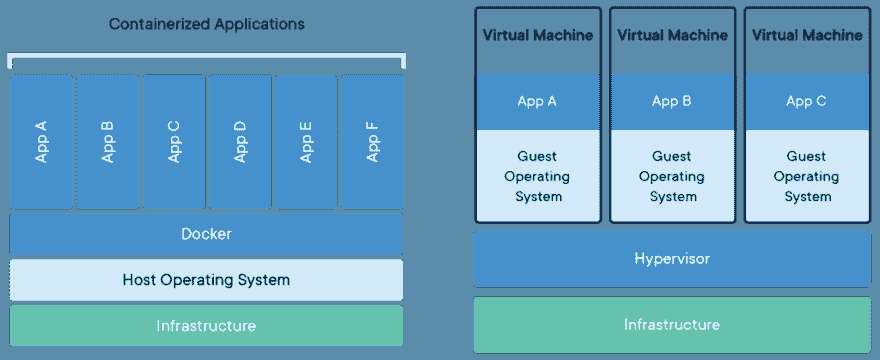 Containerized Applications
App A
App B
App C
App D
App E
App F
Docker
Host Operating System
Infrastructure
Virtual Machine
App A
Guest
Operating
System
Virtual Machine
App B
Guest
Operating
System
Virtual Machine
App C
Guest
Operating
System
Hypervisor
Infrastructure